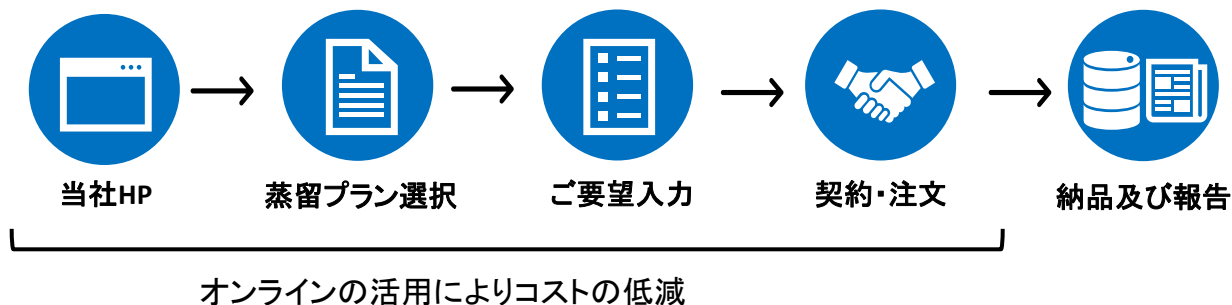 当社HP
蒸留プラン選択
ご要望入力
契約・注文
納品及び報告
オンラインの活用によりコストの低減